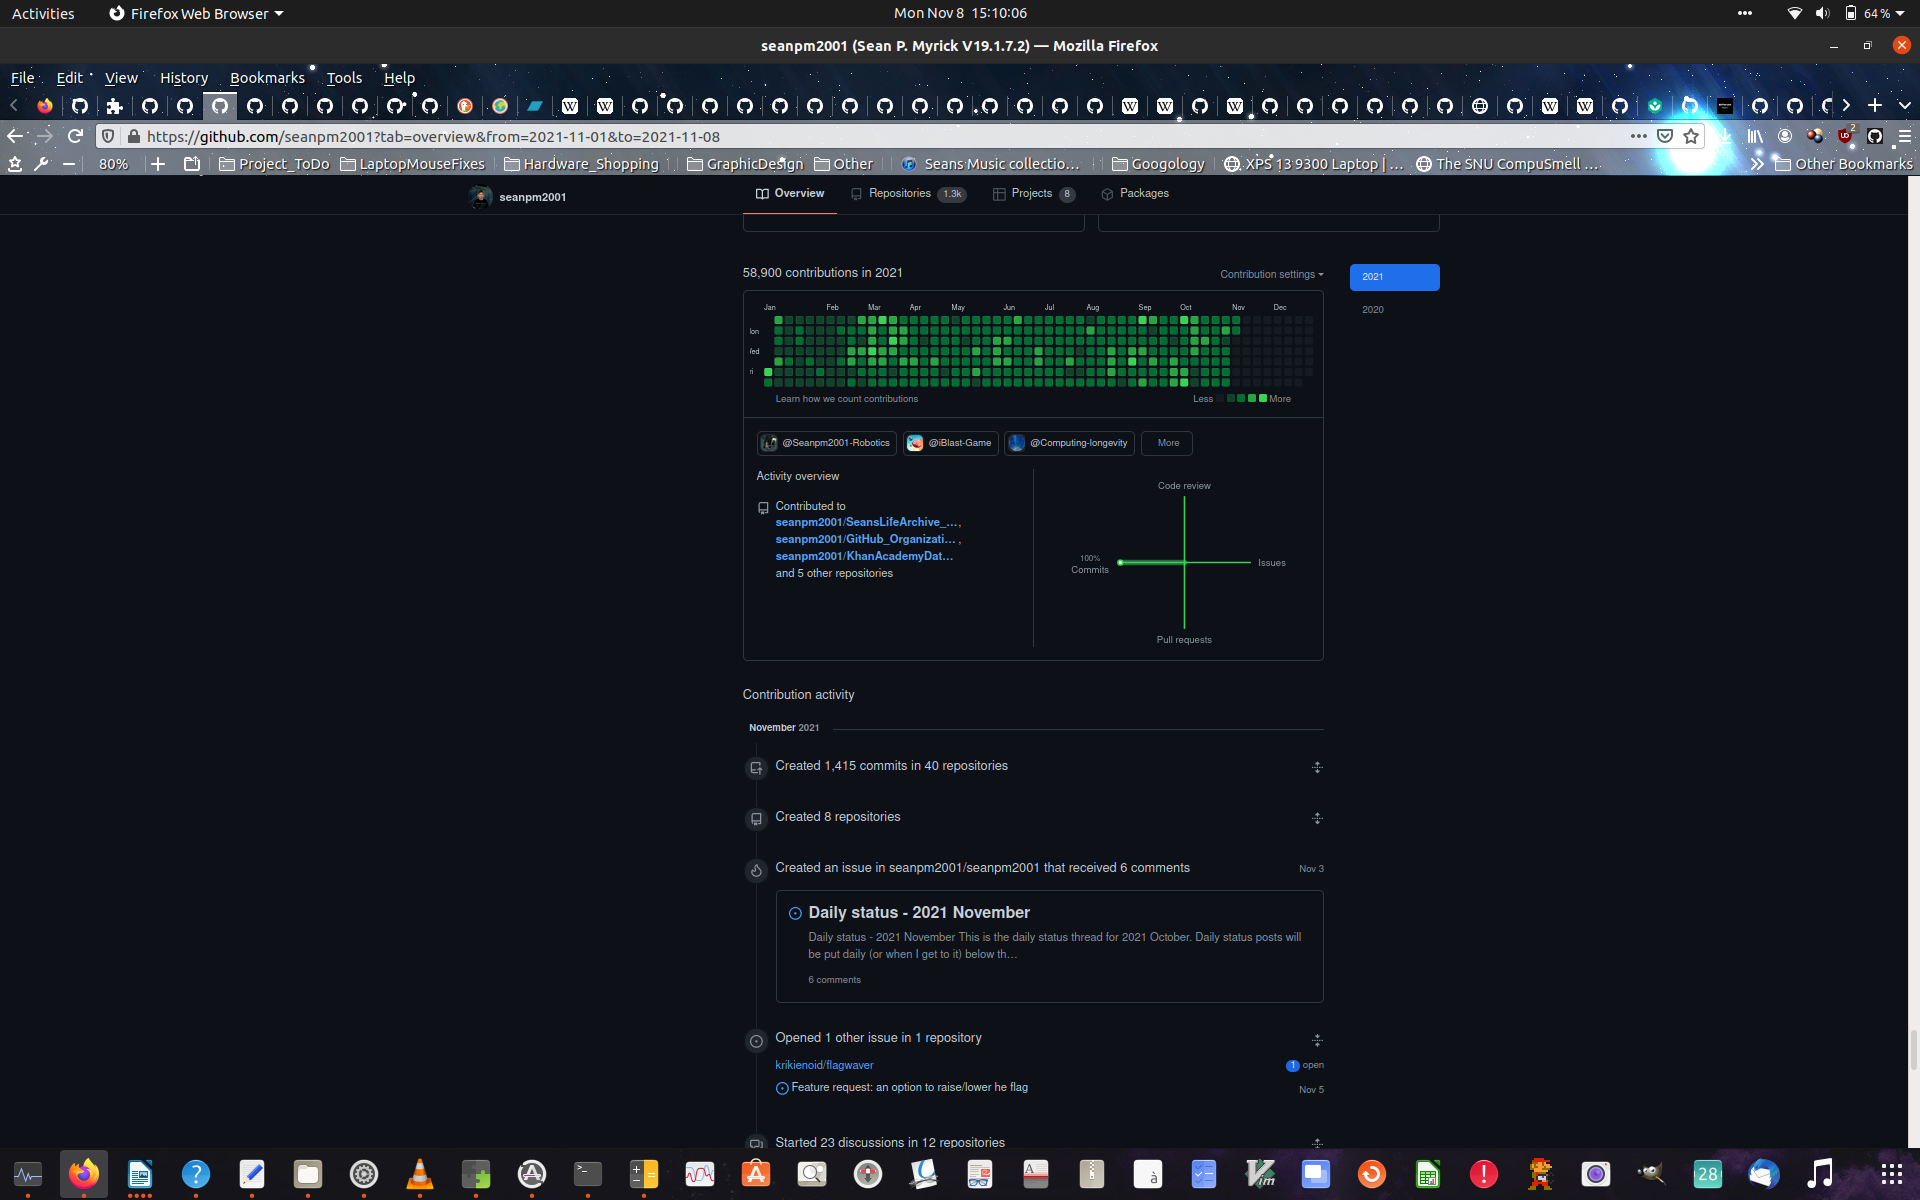 Activities
Firefox Web Browser
Mon Nov 8 15:10:06
64 %
seanpm2001 (Sean P. Myrick V19.1.7.2) — Mozilla Firefox
File Edit View History Bookmarks Tools Help
https://github.com/seanpm2001?tab=overview&from=2021-11-01&to=2021-11-08
2
80%
Project_ToDo
LaptopMouseFixes
Hardware_Shopping
GraphicDesign
Other
Seans Music collectio…
Googology
XPS 13 9300 Laptop | …
The SNU CompuSmell …
Other Bookmarks
seanpm2001
Overview
Repositories 1.3k
Projects 8
Packages
58,900 contributions in 2021
Contribution settings
2021
2020
Jan Feb Mar Apr May Jun Jul Aug Sep Oct Nov Dec
lon
Ved
ri
Learn how we count contributions
Less
More
@Seanpm2001-Robotics
@iBlast-Game
@Computing-longevity
More
Activity overview
Contributed to
seanpm2001/SeansLifeArchive_…,
seanpm2001/GitHub_Organizati… ,
seanpm2001/KhanAcademyDat…
and 5 other repositories
Code review
100%
Commits
Issues
Pull requests
Contribution activity
November 2021
Created 1,415 commits in 40 repositories
Created 8 repositories
Created an issue in seanpm2001/seanpm2001 that received 6 comments
Nov 3
Daily status - 2021 November
Daily status - 2021 November This is the daily status thread for 2021 October. Daily status posts will
be put daily (or when I get to it) below th…
6 comments
Opened 1 other issue in 1 repository
krikienoid/flagwaver
1 open
Feature request: an option to raise/lower he flag
Nov 5
Started 23 discussions in 12 repositories
28